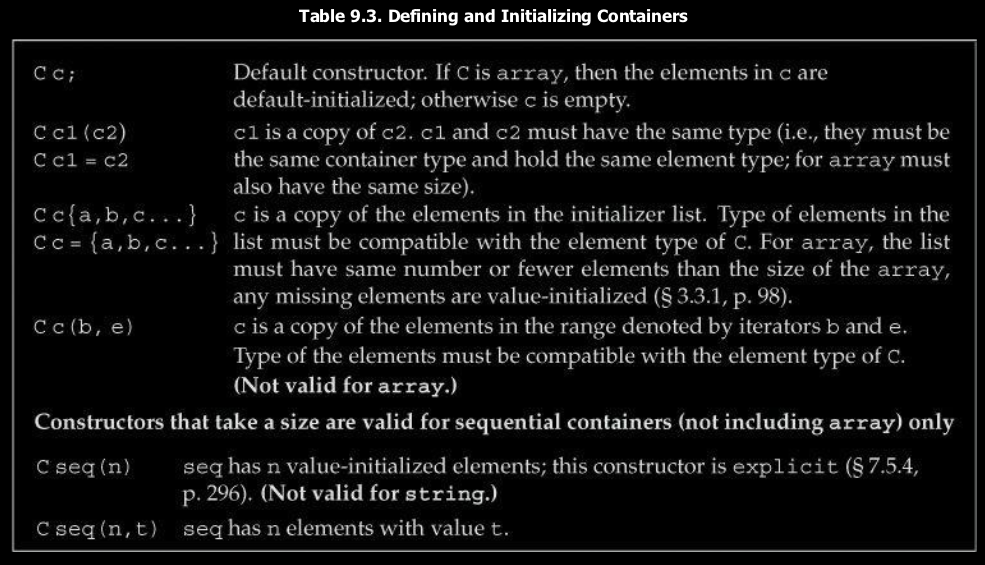 Table 9.3. Defining and Initializing Containers
C c; Default constructor. If C is array, then the elements in c are
default-initialized; otherwise c is empty.
C c1(c2) c1 is a copy of c2. c1 and c2 must have the same type (i.e., they must be
C c1 = c2 the same container type and hold the same element type; for array must
also have the same size).
C c{a,b,c...} c is a copy of the elements in the initializer list. Type of elements in the
C c = {a,b,c...} list must be compatible with the element type of C. For array, the list
must have same number or fewer elements than the size of the array,
any missing elements are value-initialized (§ 3.3.1, p. 98).
C c(b, e) c is a copy of the elements in the range denoted by iterators b and e.
Type of the elements must be compatible with the element type of C.
(Not valid for array.)
Constructors that take a size are valid for sequential containers (not including array) only
C seq(n) seq has n value-initialized elements; this constructor is explicit (§ 7.5.4,
p. 296). (Not valid for string.)
C seq(n,t) seq has n elements with value t.